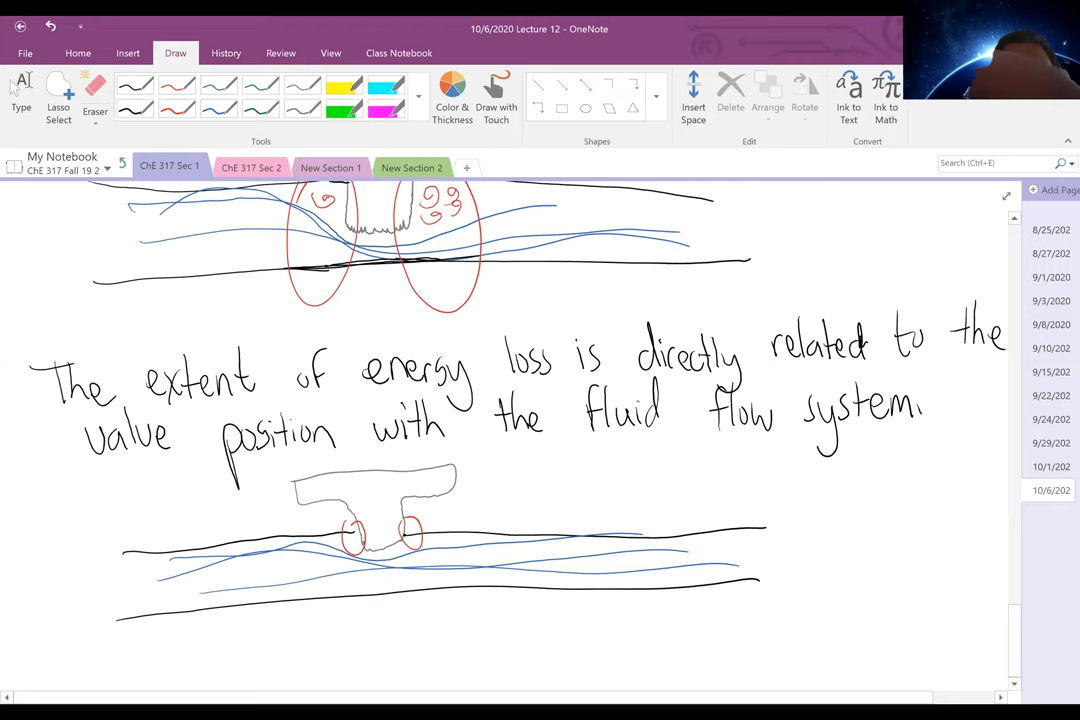 10/6/2020 Lecture 12 - OneNote
File Home Insert Draw History Review View Class Notebook
Type
Lasso Select
Eraser
Color & Thickness
Draw with Touch
Insert Space
Delete
Arrange
Rotate
Ink to Text
Ink to Math
Tools
Shapes
Convert
My Notebook
ChE 317 Fall 19 2
ChE 317 Sec 1
ChE 317 Sec 2
New Section 1
New Section 2
Search (Ctrl+E)
Add Page
8/25/202
8/27/202
9/1/2020
9/3/2020
9/8/2020
9/10/202
9/15/202
9/22/202
9/24/202
9/29/202
10/1/202
10/6/202
The extent of energy loss is directly related to the
valve position with the fluid flow system.